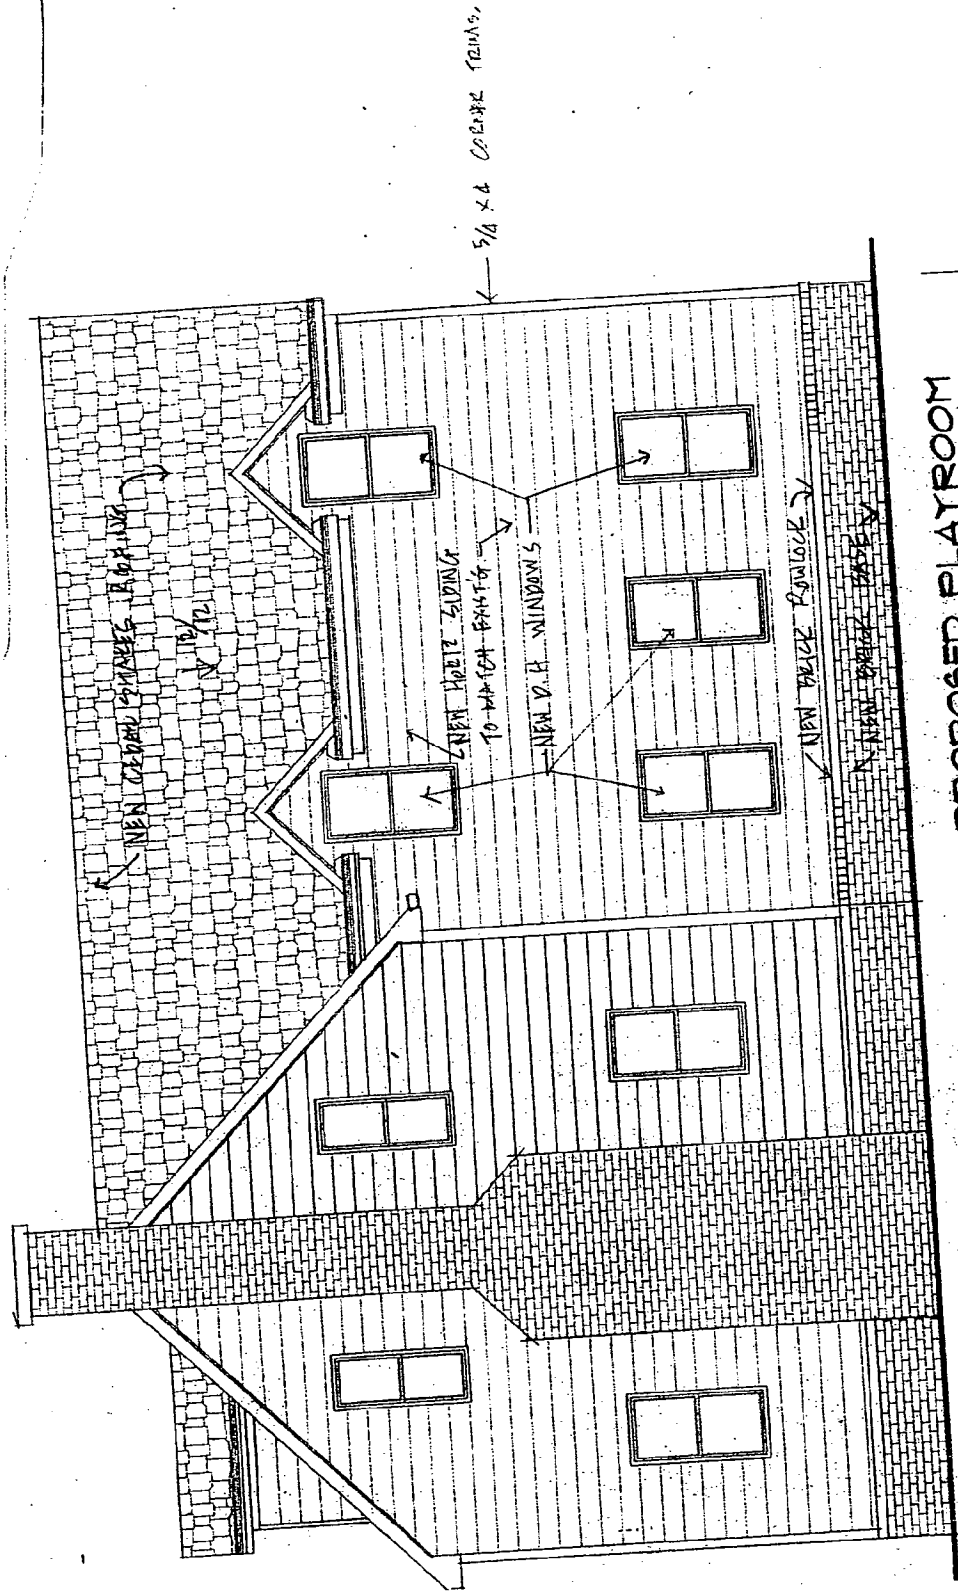 NEW CEDAR SHAKES ROOFING
12/12
5/4 X 4 CORNER TRIMS,
NEW HORIZ SIDING
TO MATCH EXIST'G
NEW D.H. WINDOWS
NEW BRICK ROWLOCK
NEW BRICK BASE
PROPOSED PLAYROOM